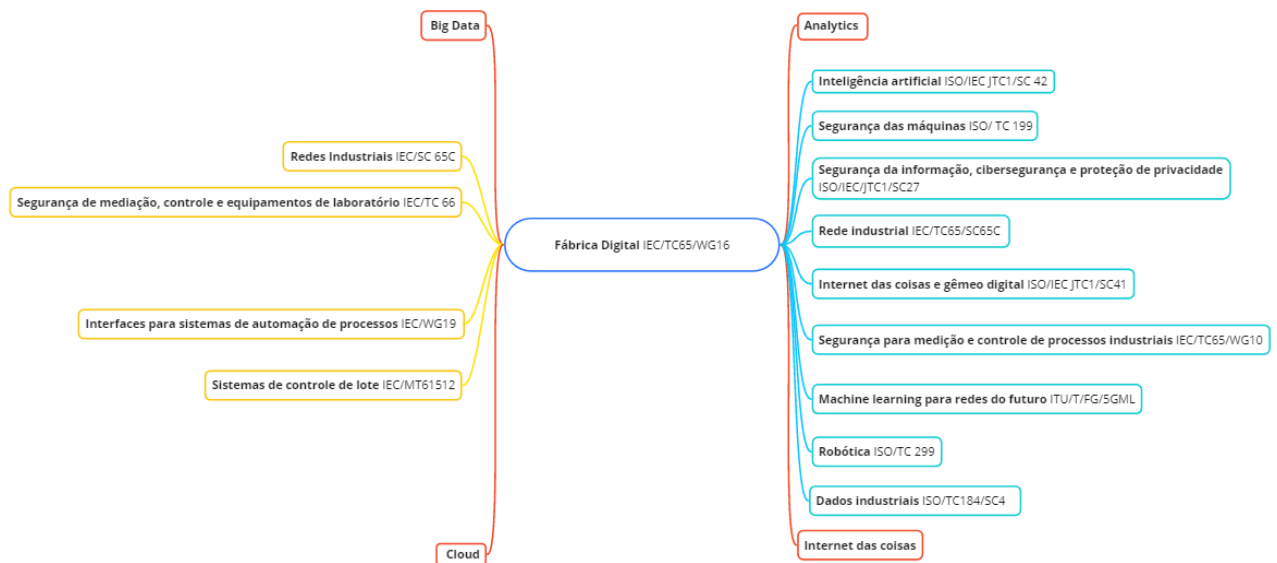 Big Data
Redes Industriais IEC/SC 65C
Segurança de mediação, controle e equipamentos de laboratório IEC/TC 66
Interfaces para sistemas de automação de processos IEC/WG19
Sistemas de controle de lote IEC/MT61512
Cloud
Fábrica Digital IEC/TC65/WG16
Analytics
Inteligência artificial ISO/IEC JTC1/SC 42
Segurança das máquinas ISO/ TC 199
Segurança da informação, cibersegurança e proteção de privacidade
ISO/IEC/JTC1/SC27
Rede industrial IEC/TC65/SC65C
Internet das coisas e gêmeo digital ISO/IEC JTC1/SC41
Segurança para medição e controle de processos industriais IEC/TC65/WG10
Machine learning para redes do futuro ITU/T/FG/5GML
Robótica ISO/TC 299
Dados industriais ISO/TC184/SC4
Internet das coisas